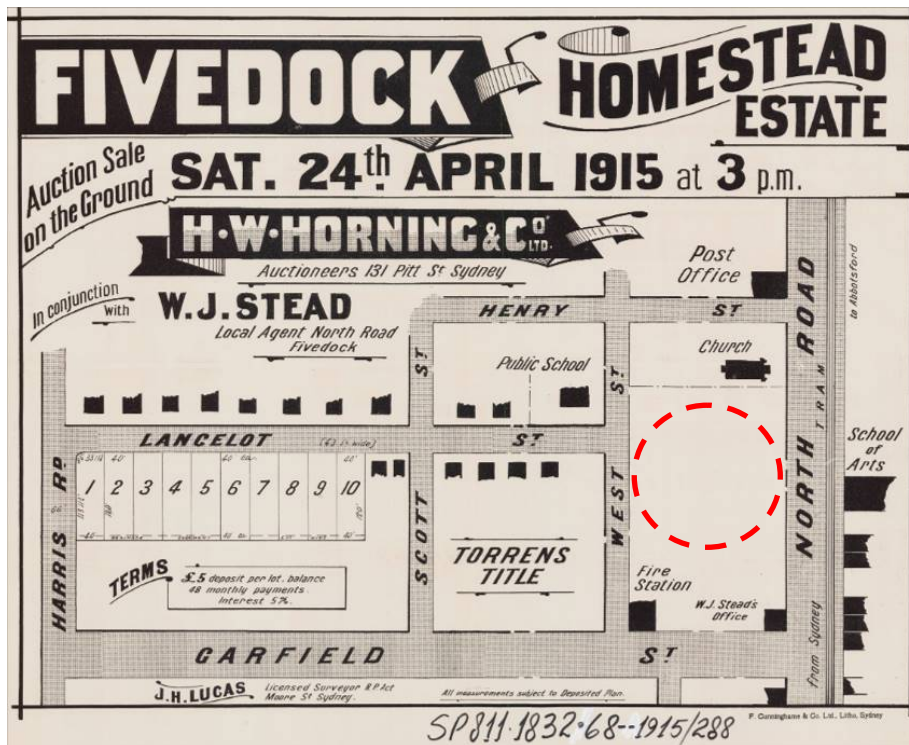 FIVEDOCK
HOMESTEAD
ESTATE
Auction Sale
on the Ground
SAT. 24th APRIL 1915 at 3 p.m.
H.W. HORNING & Co LTD.
Auctioneers 131 Pitt St Sydney
In conjunction
With
W.J. STEAD
Local Agent North Road
Fivedock
Post
Office
HENRY ST
Church
Public School
ST
ST
NORTH ROAD
TRAM
to Abbotsford
from Sydney
School
of
Arts
LANCELOT ST
HARRIS RD
SCOTT
WEST
40'
40'
1 2 3 4 5 6 7 8 9 10
TERMS
£5 deposit per lot, balance
48 monthly payments.
Interest 5%.
TORRENS
TITLE
Fire
Station
W.J. Stead's
Office
GARFIELD ST
J.H. LUCAS
Licensed Surveyor R.P. Act
Moore St Sydney.
All measurements subject to Deposited Plan.
P. Cunninghame & Co. Ltd., Litho, Sydney
SP811.1832.68--1915/288